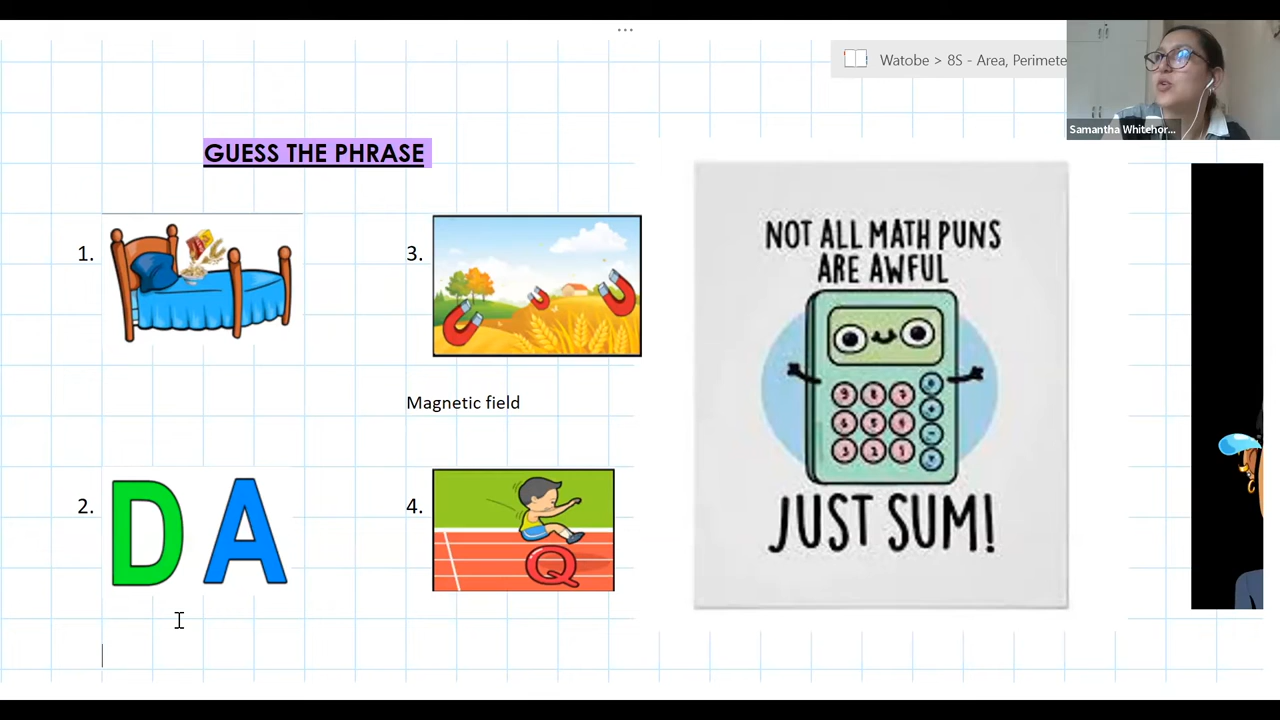 Watobe > 8S - Area, Perimete
Samantha Whitehor...
GUESS THE PHRASE
1.
3.
Magnetic field
2.
D A
4.
Q
NOT ALL MATH PUNS
ARE AWFUL
JUST SUM!